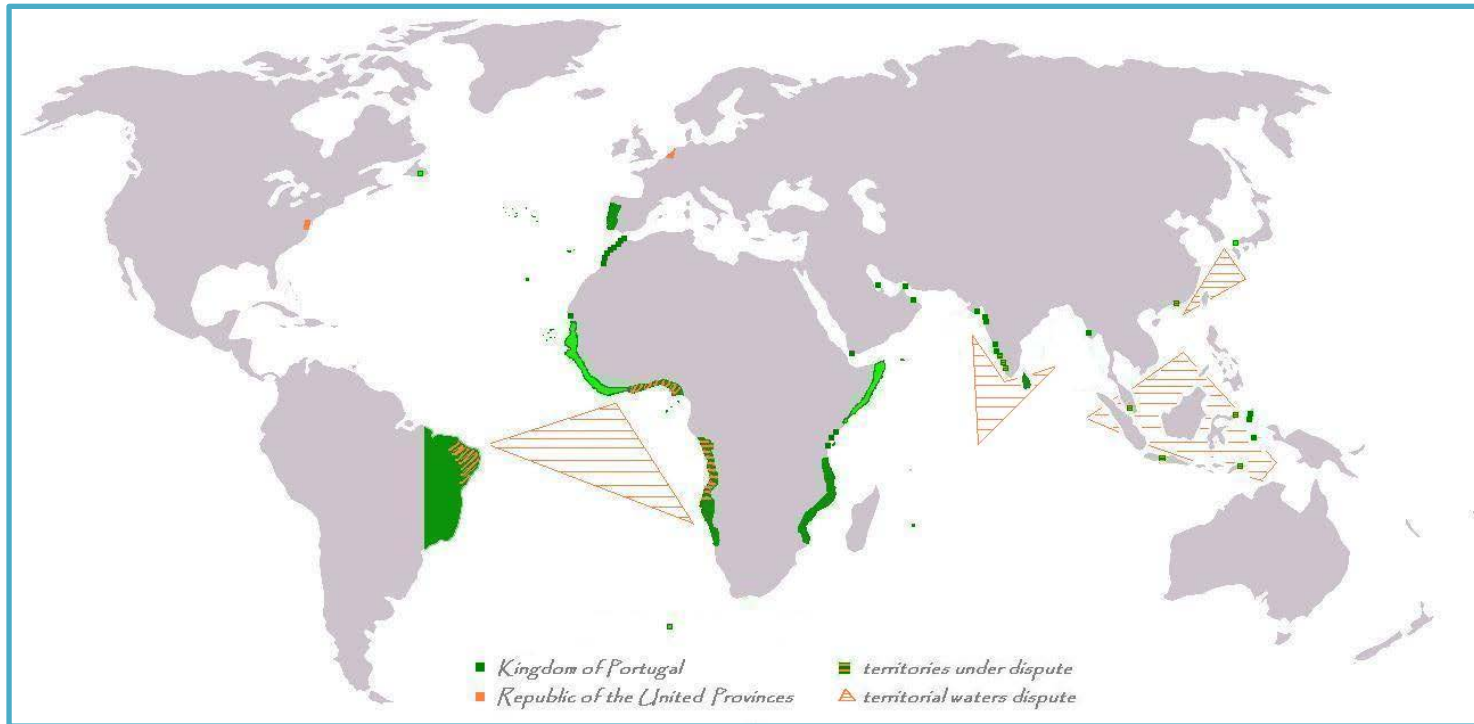 Kingdom of Portugal
Republic of the United Provinces
territories under dispute
territorial waters dispute